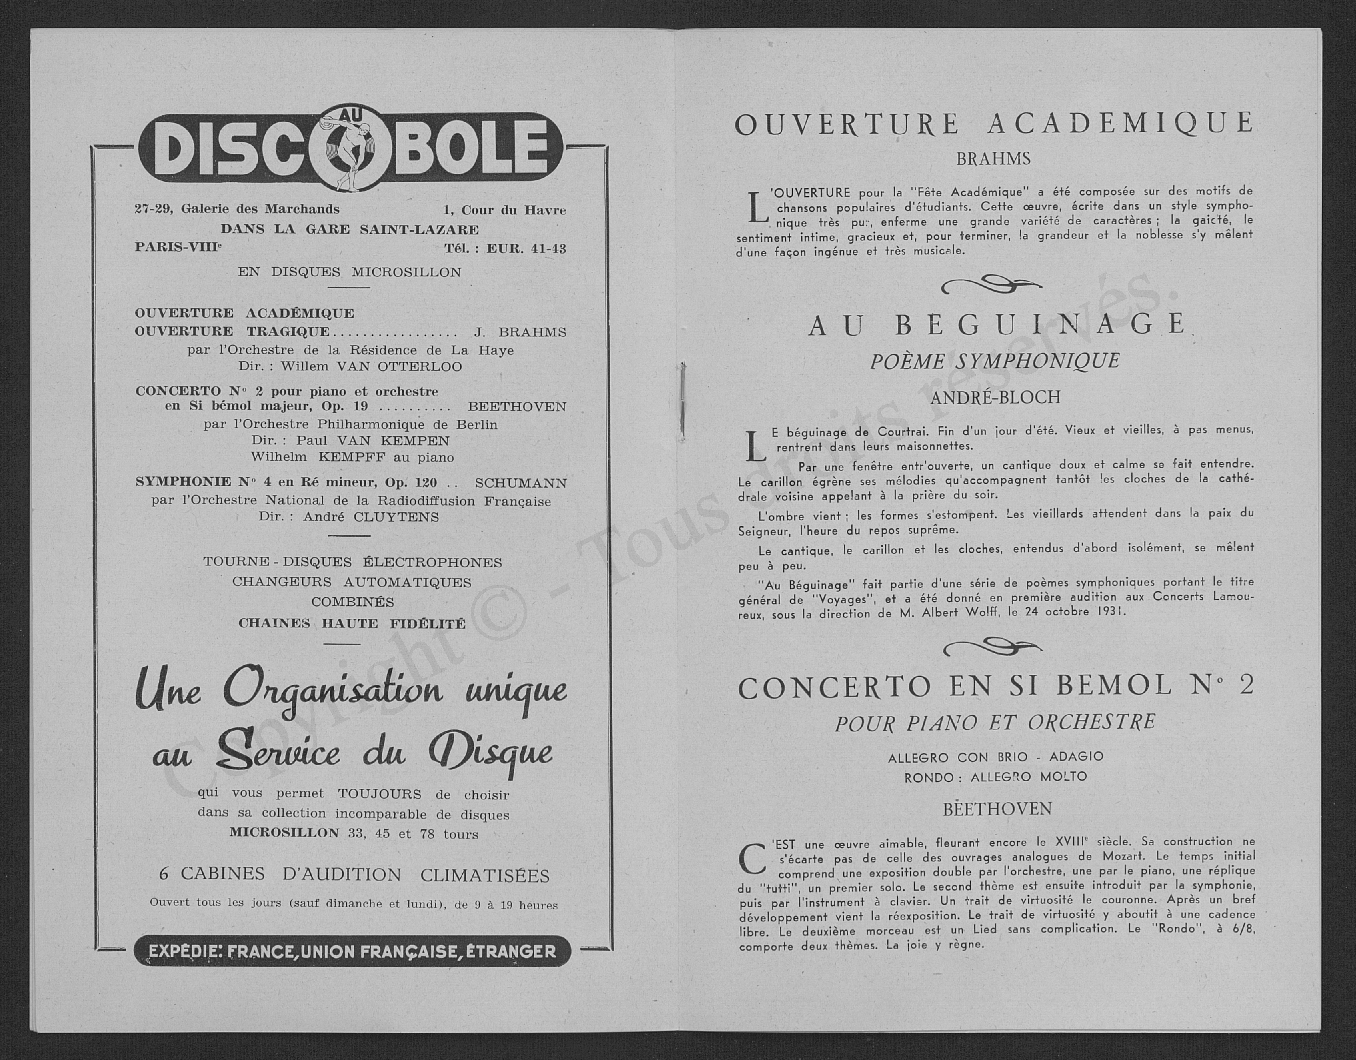 AU
DISCOBOLE
27-29, Galerie des Marchands 1, Cour du Havre
DANS LA GARE SAINT-LAZARE
PARIS-VIIIe Tél. : EUR. 41-43
EN DISQUES MICROSILLON
OUVERTURE ACADÉMIQUE
OUVERTURE TRAGIQUE................. J. BRAHMS
par l'Orchestre de la Résidence de La Haye
Dir. : Willem VAN OTTERLOO
CONCERTO No 2 pour piano et orchestre
en Si bémol majeur, Op. 19 .......... BEETHOVEN
par l'Orchestre Philharmonique de Berlin
Dir. : Paul VAN KEMPEN
Wilhelm KEMPFF au piano
SYMPHONIE No 4 en Ré mineur, Op. 120 .. SCHUMANN
par l'Orchestre National de la Radiodiffusion Française
Dir. : André CLUYTENS
TOURNE-DISQUES ÉLECTROPHONES
CHANGEURS AUTOMATIQUES
COMBINÉS
CHAINES HAUTE FIDÉLITÉ
Une Organisation unique
au Service du Disque
qui vous permet TOUJOURS de choisir
dans sa collection incomparable de disques
MICROSILLON 33, 45 et 78 tours
6 CABINES D'AUDITION CLIMATISÉES
Ouvert tous les jours (sauf dimanche et lundi), de 9 à 19 heures
EXPÉDIE: FRANCE, UNION FRANÇAISE, ÉTRANGER
OUVERTURE ACADEMIQUE
BRAHMS
L'OUVERTURE pour la "Fête Académique" a été composée sur des motifs de
chansons populaires d'étudiants. Cette œuvre, écrite dans un style sympho-
nique très pur, enferme une grande variété de caractères ; la gaieté, le
sentiment intime, gracieux et, pour terminer, la grandeur et la noblesse s'y mêlent
d'une façon ingénue et très musicale.
AU BEGUINAGE
POÈME SYMPHONIQUE
ANDRÉ-BLOCH
LE béguinage de Courtrai. Fin d'un jour d'été. Vieux et vieilles, à pas menus,
rentrent dans leurs maisonnettes.
Par une fenêtre entr'ouverte, un cantique doux et calme se fait entendre.
Le carillon égrène ses mélodies qu'accompagnent tantôt les cloches de la cathé-
drale voisine appelant à la prière du soir.
L'ombre vient ; les formes s'estompent. Les vieillards attendent dans la paix du
Seigneur, l'heure du repos suprême.
Le cantique, le carillon et les cloches, entendus d'abord isolément, se mêlent
peu à peu.
"Au Béguinage" fait partie d'une série de poèmes symphoniques portant le titre
général de "Voyages", et a été donné en première audition aux Concerts Lamou-
reux, sous la direction de M. Albert Wolff, le 24 octobre 1931.
CONCERTO EN SI BEMOL No 2
POUR PIANO ET ORCHESTRE
ALLEGRO CON BRIO - ADAGIO
RONDO : ALLEGRO MOLTO
BEETHOVEN
C'EST une œuvre aimable, fleurant encore le XVIIIe siècle. Sa construction ne
s'écarte pas de celle des ouvrages analogues de Mozart. Le temps initial
comprend une exposition double par l'orchestre, une par le piano, une réplique
du "tutti", un premier solo. Le second thème est ensuite introduit par la symphonie,
puis par l'instrument à clavier. Un trait de virtuosité le couronne. Après un bref
développement vient la réexposition. Le trait de virtuosité y aboutit à une cadence
libre. Le deuxième morceau est un Lied sans complication. Le "Rondo", à 6/8,
comporte deux thèmes. La joie y règne.
Copyright © - Tous droits réservés.